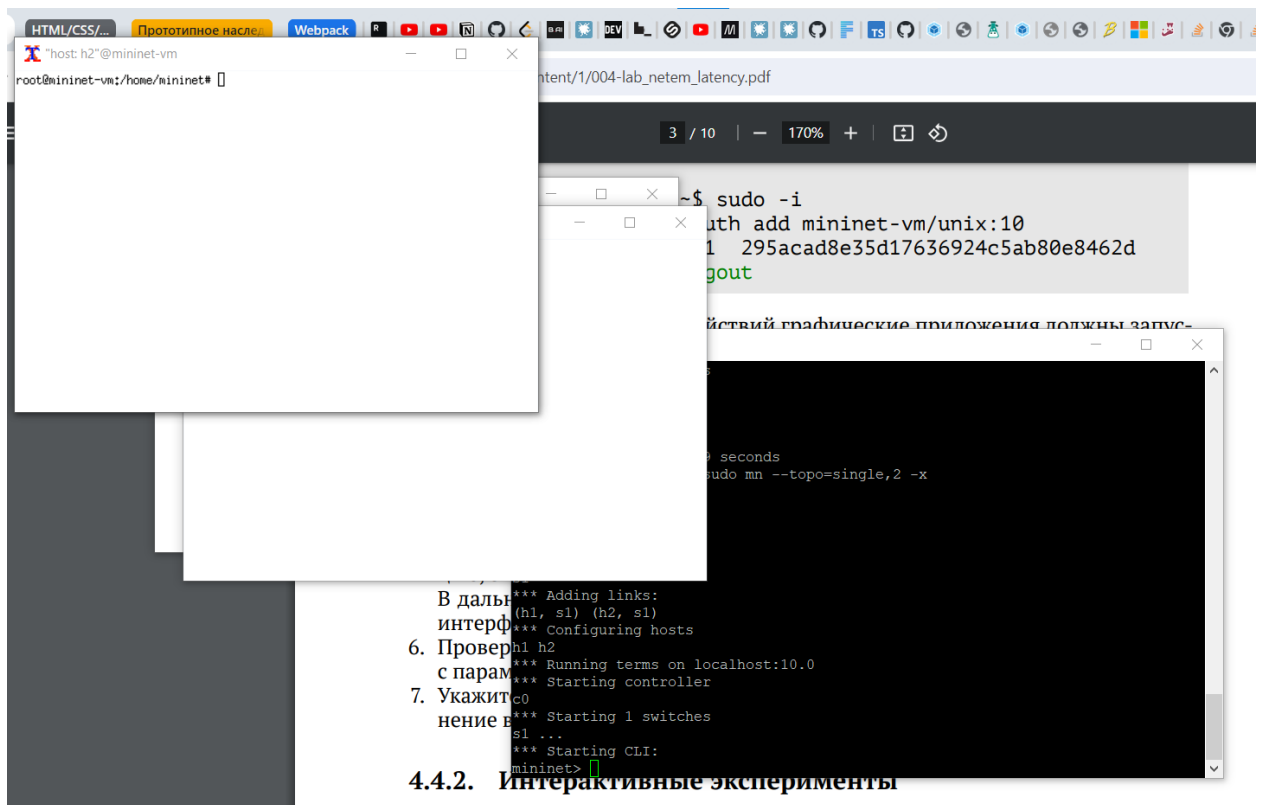 HTML/CSS/...
Прототипное наслед
Webpack
"host: h2"@mininet-vm
root@mininet-vm:/home/mininet#
ntent/1/004-lab_netem_latency.pdf
3 / 10 | — 170% + |
~$ sudo -i
uth add mininet-vm/unix:10
1 295acad8e35d17636924c5ab80e8462d
gout
йствий графические приложения должны запус-
seconds
sudo mn --topo=single,2 -x
*** Adding links:
(h1, s1) (h2, s1)
*** Configuring hosts
h1 h2
*** Running terms on localhost:10.0
*** Starting controller
c0
*** Starting 1 switches
s1 ...
*** Starting CLI:
mininet>
В дальн
интерф
6. Провер
с парам
7. Укажит
нение в
4.4.2. Интерактивные эксперименты